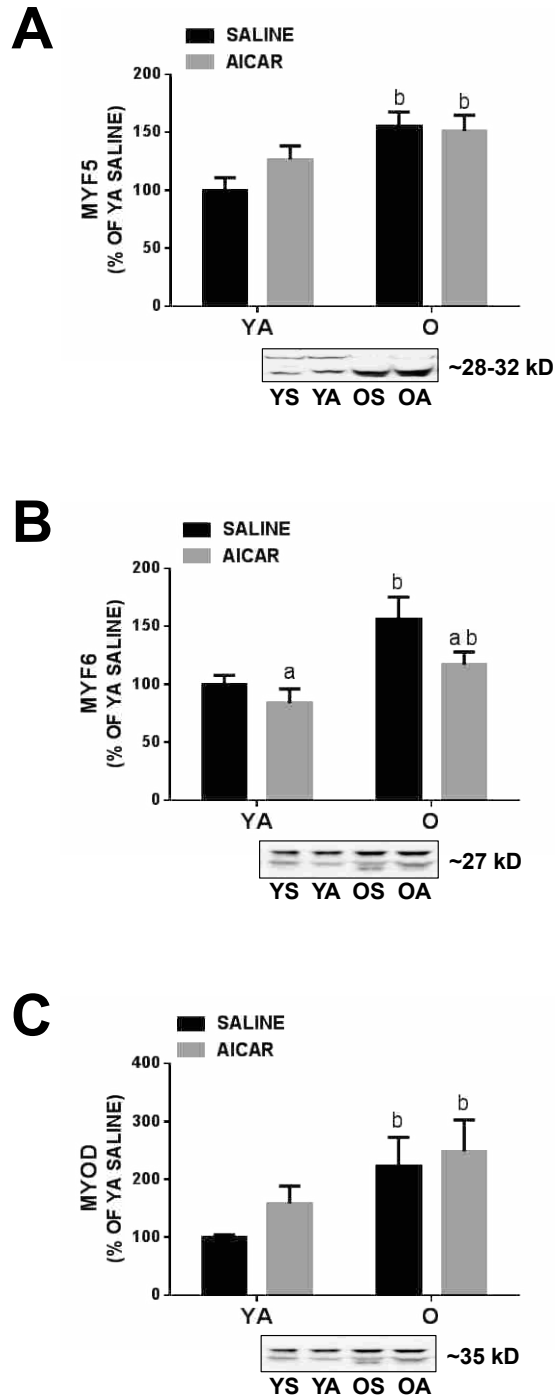 A
SALINE
AICAR
MYF5
(% OF YA SALINE)
200
150
100
50
0
b
b
YA
O
~28-32 kD
YS YA OS OA
B
SALINE
AICAR
MYF6
(% OF YA SALINE)
200
150
100
50
0
a
b
a b
YA
O
~27 kD
YS YA OS OA
C
SALINE
AICAR
MYOD
(% OF YA SALINE)
400
300
200
100
0
b
b
YA
O
~35 kD
YS YA OS OA